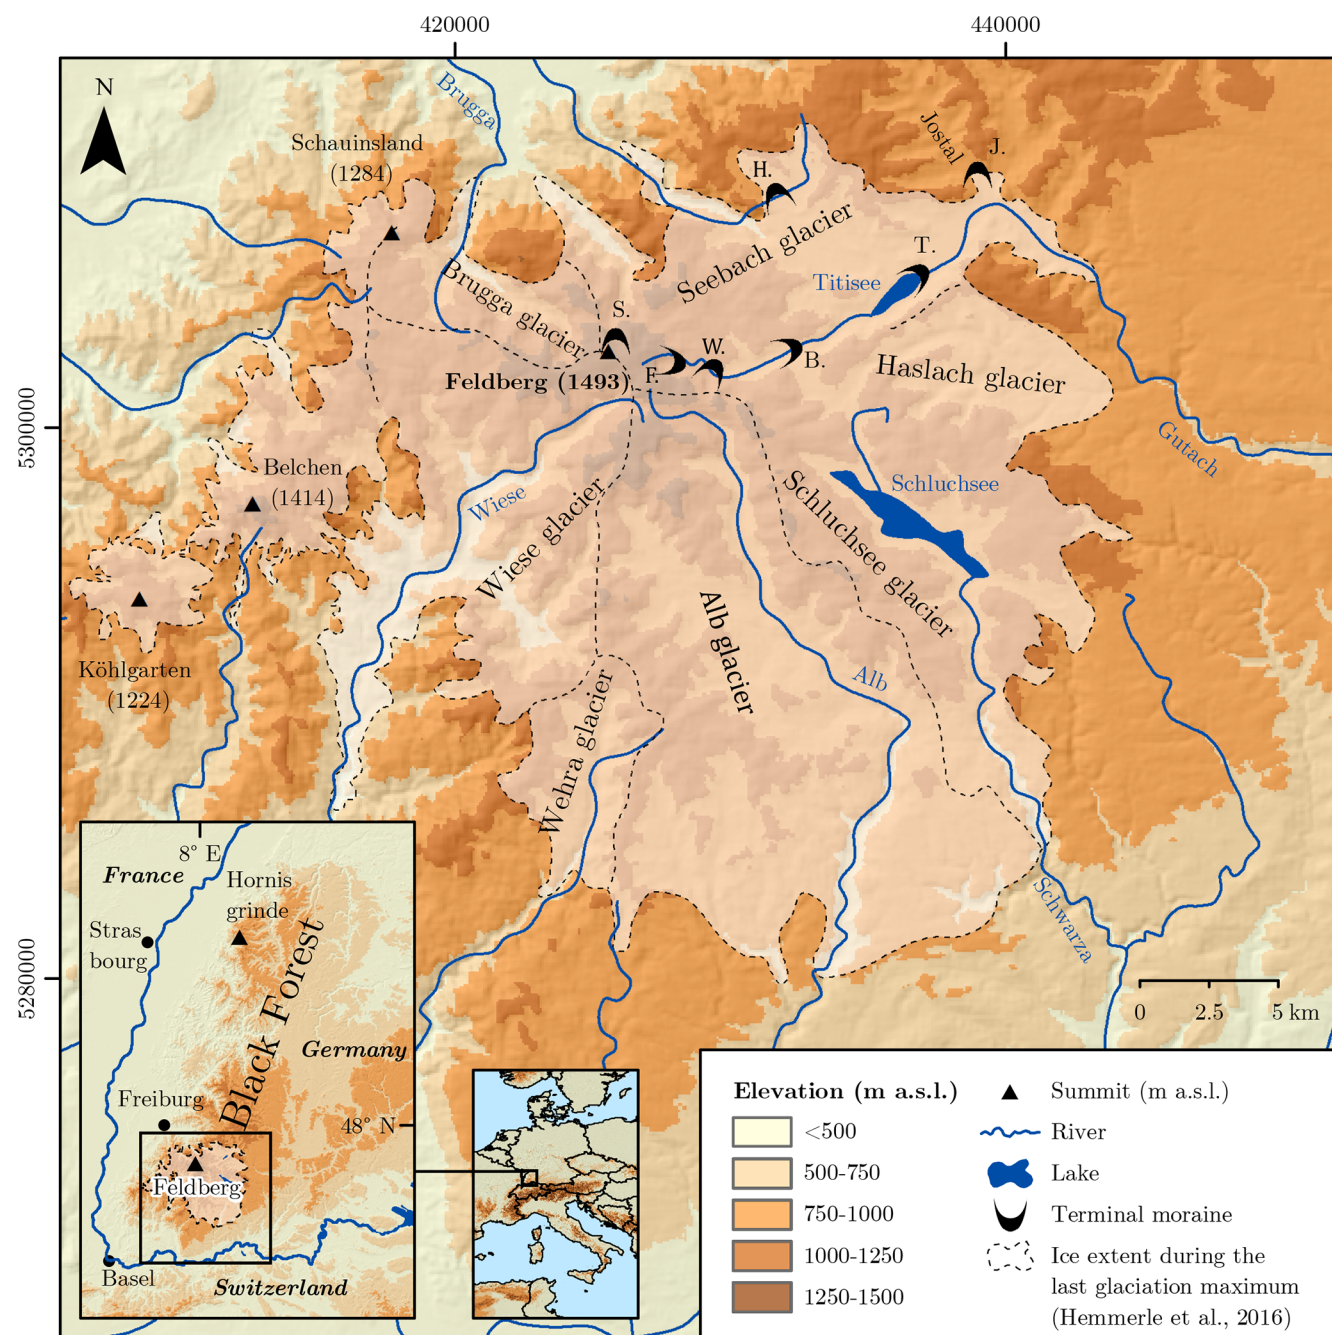 420000
440000
5300000
5280000
N
Brugga
Schauinsland
(1284)
Jostal
J.
H.
Seebach glacier
T.
Titisee
Brugga glacier
S.
W.
B.
F.
Feldberg (1493)
Haslach glacier
Gutach
Belchen
(1414)
Wiese
Wiese glacier
Schluchsee
Schluchsee glacier
Köhlgarten
(1224)
Alb glacier
Alb
Wehra glacier
Schwarza
0
2.5
5 km
8° E
France
Hornis
grinde
Stras
bourg
Black Forest
Germany
Freiburg
48° N
Feldberg
Basel
Switzerland
Elevation (m a.s.l.)
<500
500-750
750-1000
1000-1250
1250-1500
Summit (m a.s.l.)
River
Lake
Terminal moraine
Ice extent during the
last glaciation maximum
(Hemmerle et al., 2016)